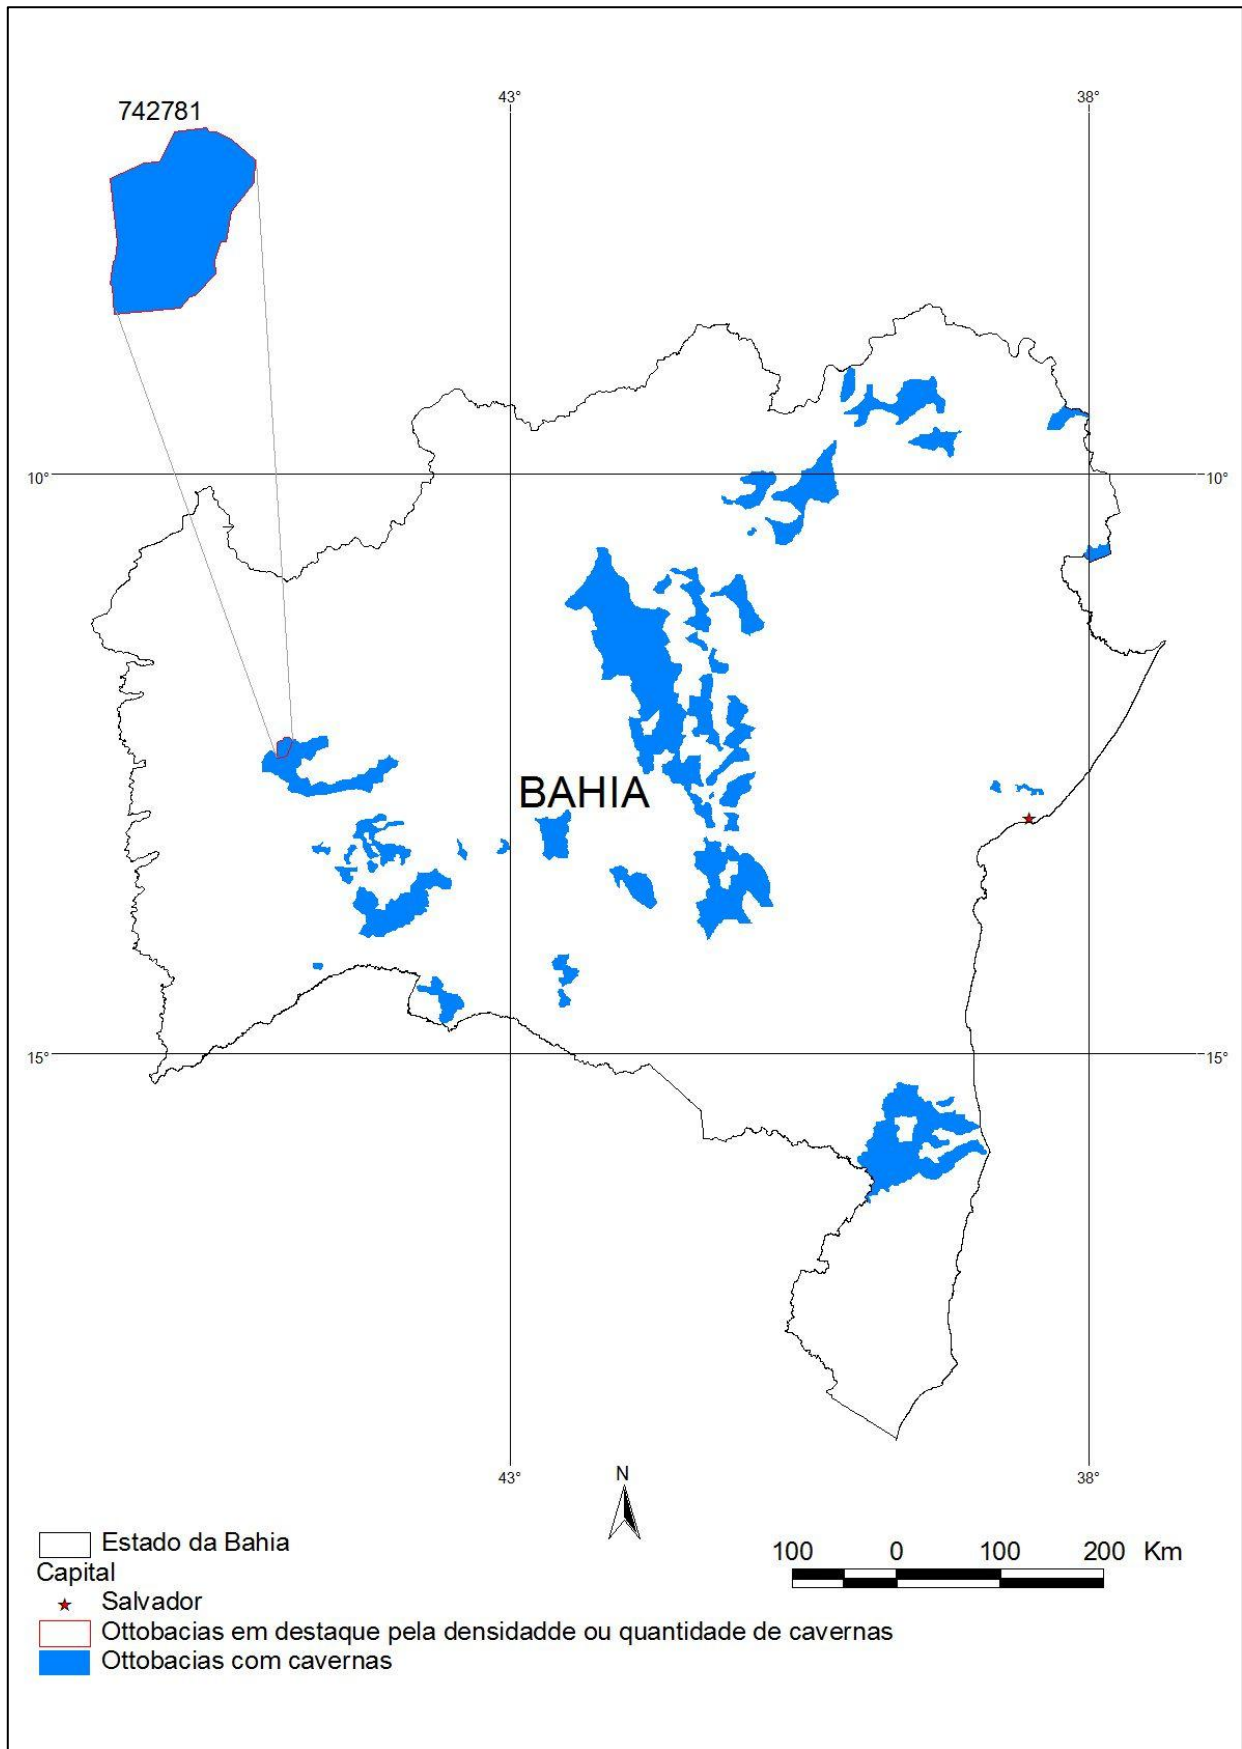 742781
43°
38°
10°
10°
BAHIA
15°
15°
43°
38°
N
Estado da Bahia
Capital
Salvador
Ottobacias em destaque pela densidadde ou quantidade de cavernas
Ottobacias com cavernas
100 0 100 200 Km